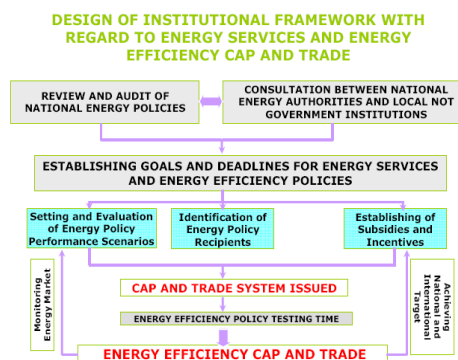 DESIGN OF INSTITUTIONAL FRAMEWORK WITH
REGARD TO ENERGY SERVICES AND ENERGY
EFFICIENCY CAP AND TRADE
REVIEW AND AUDIT OF
NATIONAL ENERGY POLICIES
CONSULTATION BETWEEN NATIONAL
ENERGY AUTHORITIES AND LOCAL NOT
GOVERNMENT INSTITUTIONS
ESTABLISHING GOALS AND DEADLINES FOR ENERGY SERVICES
AND ENERGY EFFICIENCY POLICIES
Setting and Evaluation
of Energy Policy
Performance Scenarios
Identification of
Energy Policy
Recipients
Establishing of
Subsidies and
Incentives
Monitoring
Energy Market
CAP AND TRADE SYSTEM ISSUED
ENERGY EFFICIENCY POLICY TESTING TIME
Achieving
National and
International
Target
ENERGY EFFICIENCY CAP AND TRADE